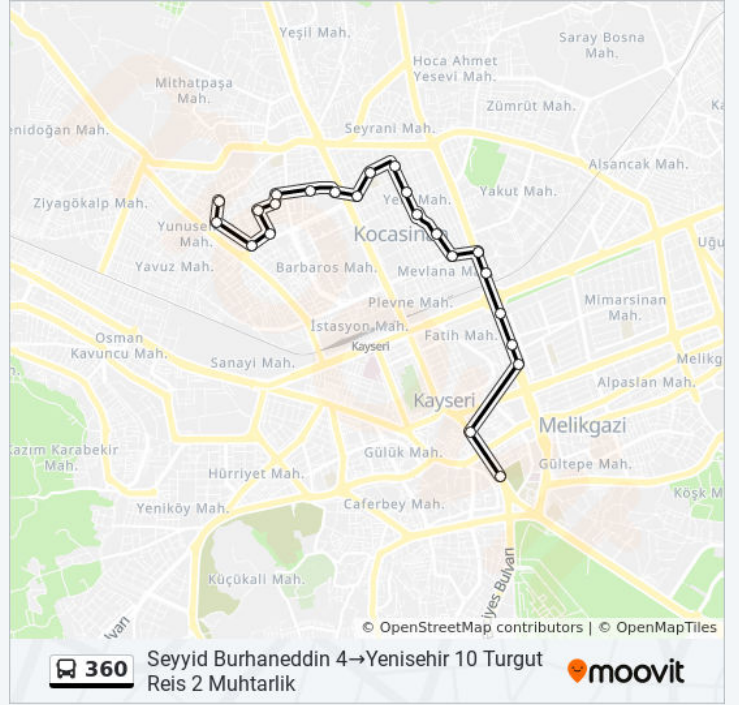 Yeşil Mah.
Saray Bosna
Mah.
Hoca Ahmet
Yesevi Mah.
Mithatpaşa
Mah.
Zümrüt Mah.
enidoğan Mah.
Seyrani Mah.
Alsancak Mah.
Ziyagökalp Mah.
Yakut Mah.
Mah.
Kocasinan
Yavuz Mah.
Barbaros Mah.
Mevlana
Plevne Mah.
Mimarsinan
Mah.
İstasyon Mah.
Fatih Mah.
Kayseri
Osman
Kavuncu Mah.
Sanayi Mah.
Melikg
Alpaslan Mah.
Kayseri
Melikgazi
Kazım Karabekir
Mah.
Gülük Mah.
Gültepe Mah.
Hürriyet Mah.
Köşk M
Yeniköy Mah.
Caferbey Mah.
Küçükali Mah.
iyes Bulvarı
lvarı
© OpenStreetMap contributors | © OpenMapTiles
360
Seyyid Burhaneddin 4→Yenisehir 10 Turgut
Reis 2 Muhtarlik
moovit